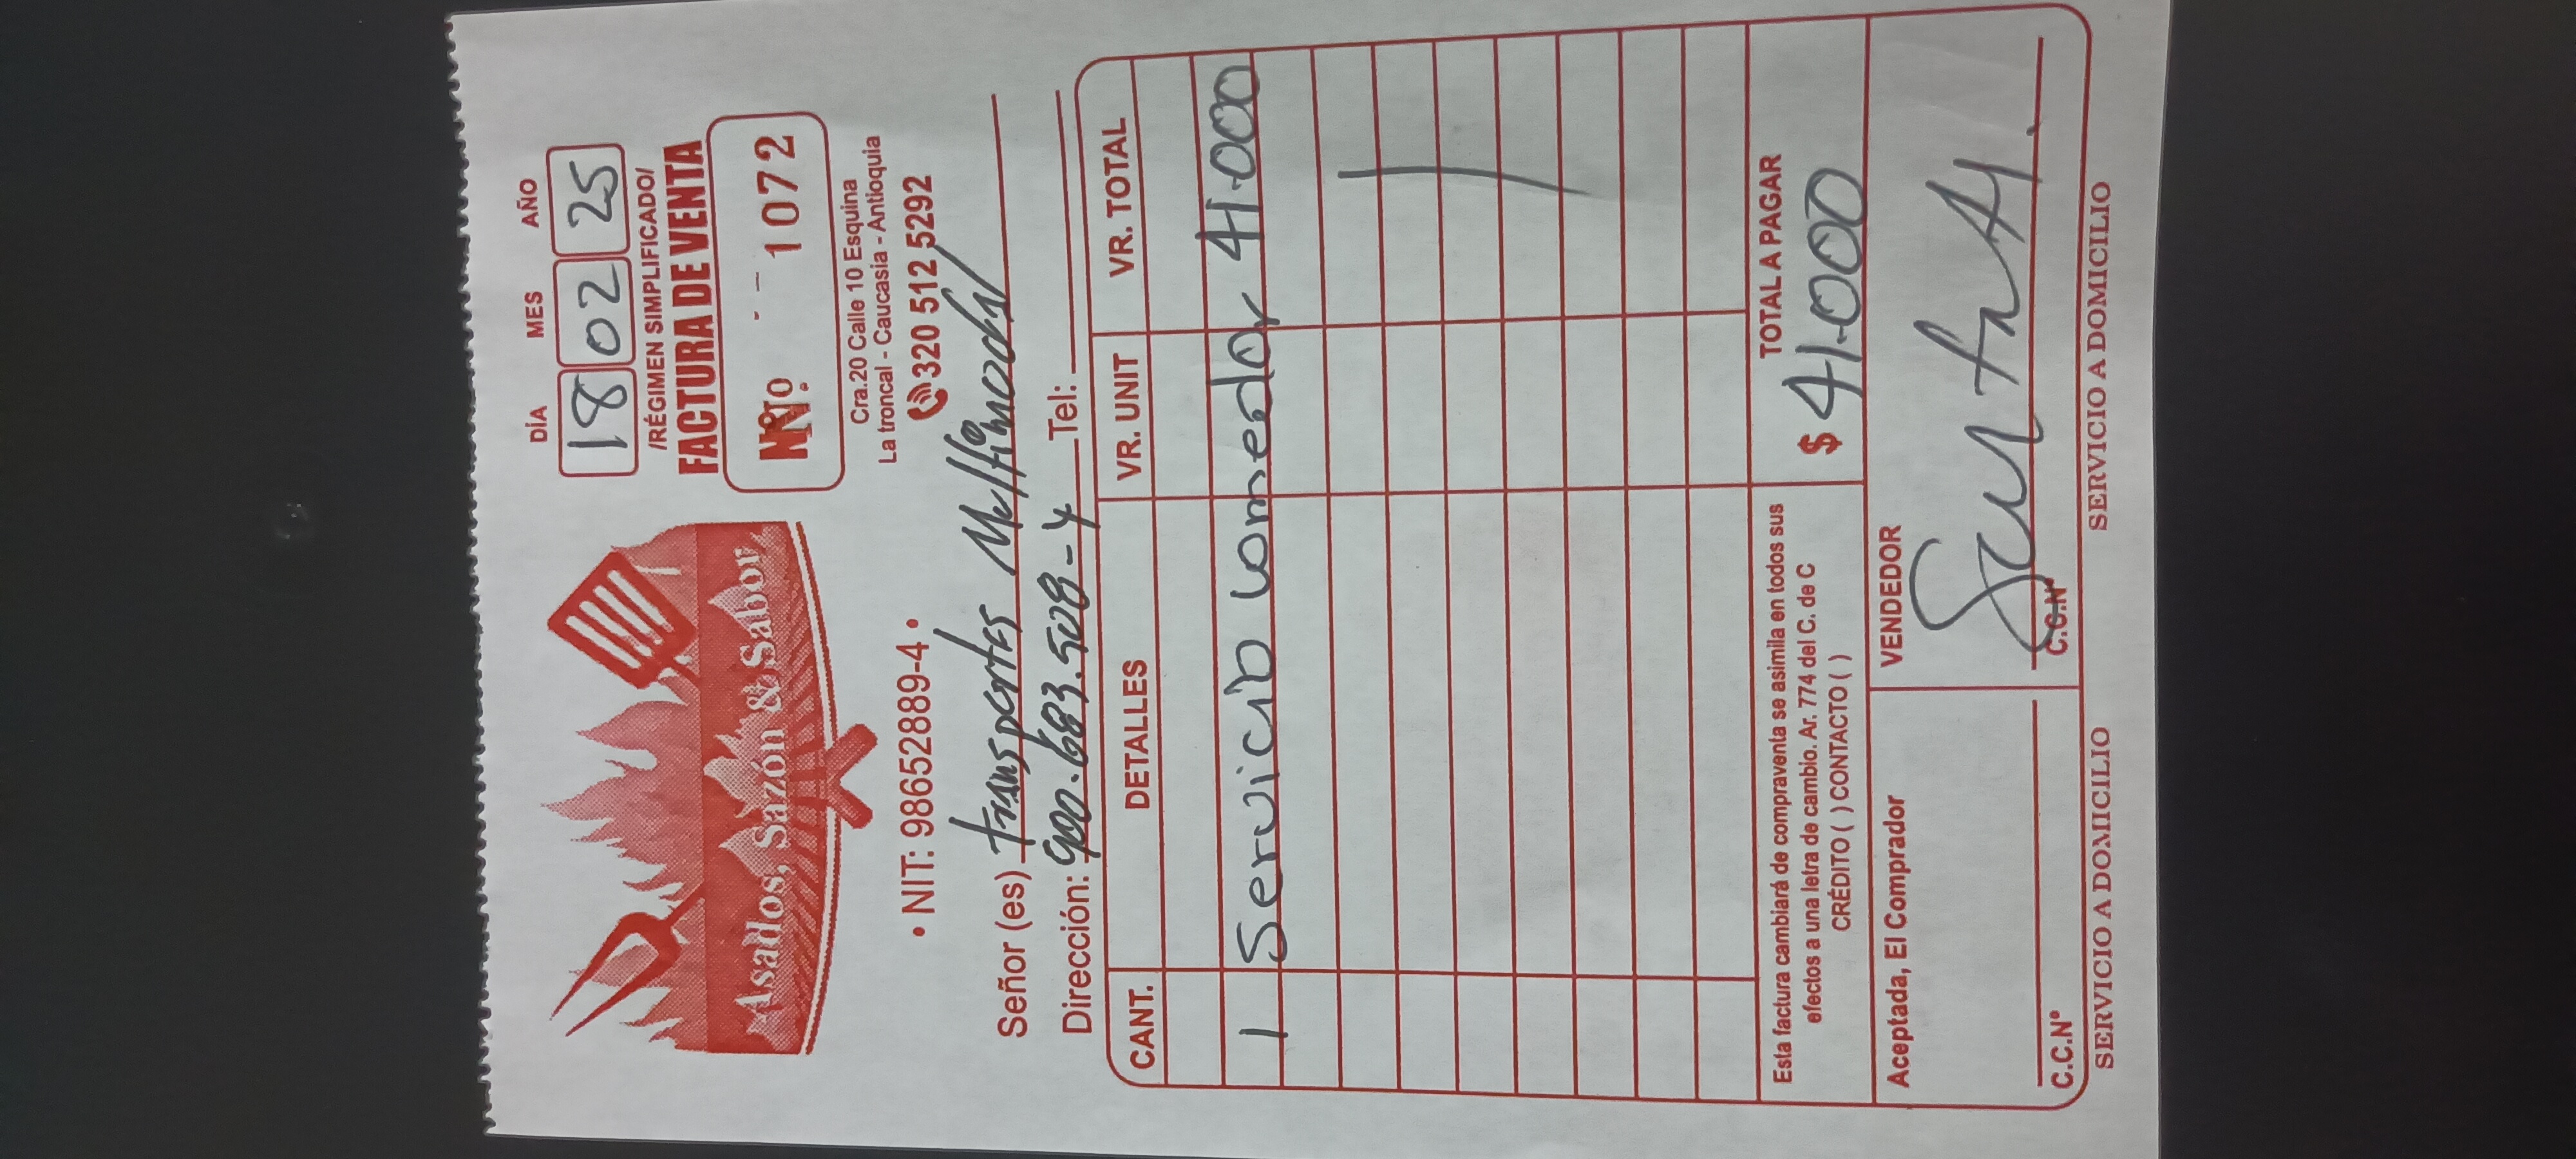 DÍA MES AÑO
18 02 25
/RÉGIMEN SIMPLIFICADO/
FACTURA DE VENTA
Nº. 1072
Asados, Sazón & Sabor
Cra.20 Calle 10 Esquina
La troncal - Caucasia - Antioquia
320 512 5292
• NIT: 98652889-4 •
Señor (es) Transportes Multimodal
Dirección: 900.683.508-4 Tel:
CANT. DETALLES VR. UNIT VR. TOTAL
1 Servicio comedor 41.000
Esta factura cambiará de compraventa se asimila en todos sus
efectos a una letra de cambio. Ar. 774 del C. de C
CRÉDITO ( ) CONTACTO ( )
TOTAL A PAGAR
$ 41.000
Aceptada, El Comprador
VENDEDOR
C.C.Nº
C.C.Nº
SERVICIO A DOMICILIO SERVICIO A DOMICILIO